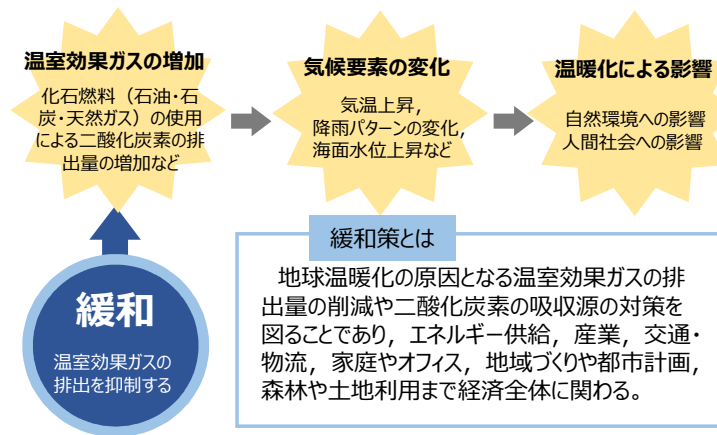 温室効果ガスの増加
化石燃料（石油・石
炭・天然ガス）の使用
による二酸化炭素の排
出量の増加など
気候要素の変化
気温上昇，
降雨パターンの変化，
海面水位上昇など
温暖化による影響
自然環境への影響
人間社会への影響
緩和
温室効果ガスの
排出を抑制する
緩和策とは
地球温暖化の原因となる温室効果ガスの排
出量の削減や二酸化炭素の吸収源の対策を
図ることであり，エネルギー供給，産業，交通・
物流，家庭やオフィス，地域づくりや都市計画，
森林や土地利用まで経済全体に関わる。